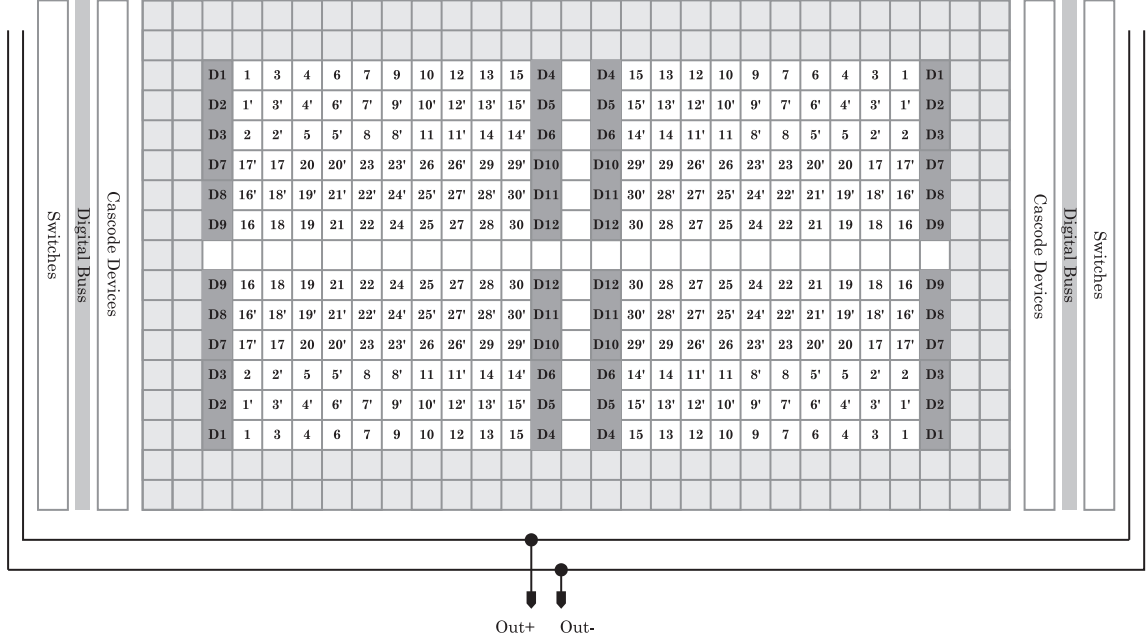 D1 1 3 4 6 7 9 10 12 13 15 D4 D4 15 13 12 10 9 7 6 4 3 1 D1
D2 1' 3' 4' 6' 7' 9' 10' 12' 13' 15' D5 D5 15' 13' 12' 10' 9' 7' 6' 4' 3' 1' D2
D3 2 2' 5 5' 8 8' 11 11' 14 14' D6 D6 14' 14 11' 11 8' 8 5' 5 2' 2 D3
D7 17' 17 20 20' 23 23' 26 26' 29 29' D10 D10 29' 29 26' 26 23' 23 20' 20 17 17' D7
D8 16' 18' 19' 21' 22' 24' 25' 27' 28' 30' D11 D11 30' 28' 27' 25' 24' 22' 21' 19' 18' 16' D8
D9 16 18 19 21 22 24 25 27 28 30 D12 D12 30 28 27 25 24 22 21 19 18 16 D9
D9 16 18 19 21 22 24 25 27 28 30 D12 D12 30 28 27 25 24 22 21 19 18 16 D9
D8 16' 18' 19' 21' 22' 24' 25' 27' 28' 30' D11 D11 30' 28' 27' 25' 24' 22' 21' 19' 18' 16' D8
D7 17' 17 20 20' 23 23' 26 26' 29 29' D10 D10 29' 29 26' 26 23' 23 20' 20 17 17' D7
D3 2 2' 5 5' 8 8' 11 11' 14 14' D6 D6 14' 14 11' 11 8' 8 5' 5 2' 2 D3
D2 1' 3' 4' 6' 7' 9' 10' 12' 13' 15' D5 D5 15' 13' 12' 10' 9' 7' 6' 4' 3' 1' D2
D1 1 3 4 6 7 9 10 12 13 15 D4 D4 15 13 12 10 9 7 6 4 3 1 D1
Switches
Digital Buss
Cascode Devices
Cascode Devices
Digital Buss
Switches
Out+ Out-